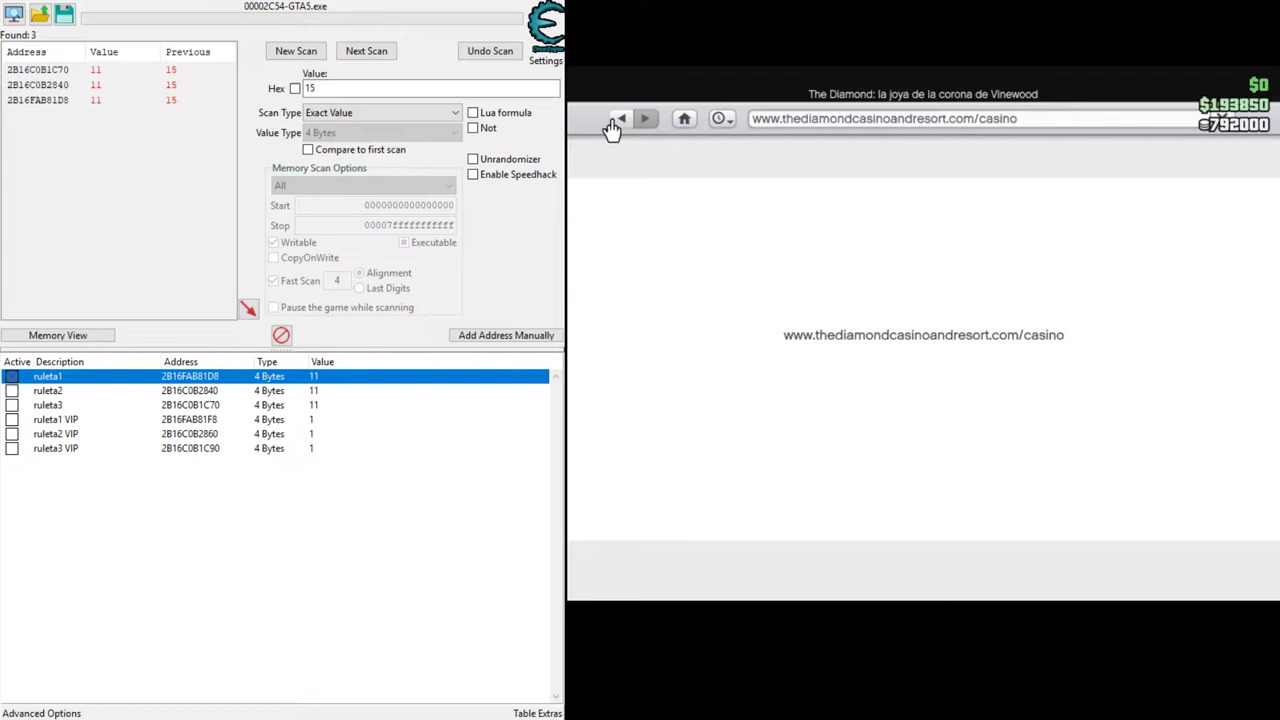 00002C54-GTA5.exe
Found: 3
Address Value Previous
2B16C0B1C70 11 15
2B16C0B2840 11 15
2B16FAB81D8 11 15
New Scan Next Scan Undo Scan
Settings
Value:
Hex 15
Scan Type Exact Value
Lua formula
Value Type 4 Bytes
Not
Compare to first scan
Memory Scan Options
All
Unrandomizer
Enable Speedhack
Start 0000000000000000
Stop 00007fffffffffff
Writable Executable
CopyOnWrite
Fast Scan 4 Alignment
Last Digits
Pause the game while scanning
Memory View Add Address Manually
Active Description Address Type Value
ruleta1 2B16FAB81D8 4 Bytes 11
ruleta2 2B16C0B2840 4 Bytes 11
ruleta3 2B16C0B1C70 4 Bytes 11
ruleta1 VIP 2B16FAB81F8 4 Bytes 1
ruleta2 VIP 2B16C0B2860 4 Bytes 1
ruleta3 VIP 2B16C0B1C90 4 Bytes 1
Advanced Options Table Extras
The Diamond: la joya de la corona de Vinewood
www.thediamondcasinoandresort.com/casino
$0
$193850
792000
www.thediamondcasinoandresort.com/casino